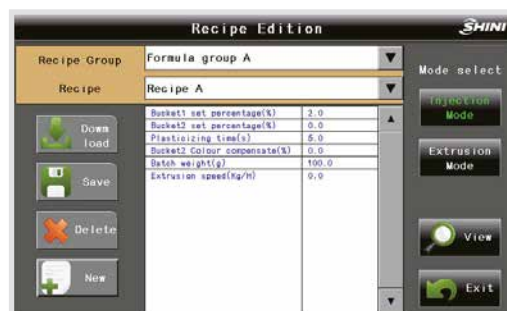 Recipe Edition
SHINI
Recipe Group
Formula group A
Recipe
Recipe A
Mode select
Injection
Mode
Extrusion
Mode
View
Exit
Down
load
Save
Delete
New
Bucket1 set percentage(%) 2.0
Bucket2 set percentage(%) 0.0
Plasticizing time(s) 5.0
Bucket2 Colour compensate(%) 0.0
Batch weight(g) 100.0
Extrusion speed(Kg/H) 0.0